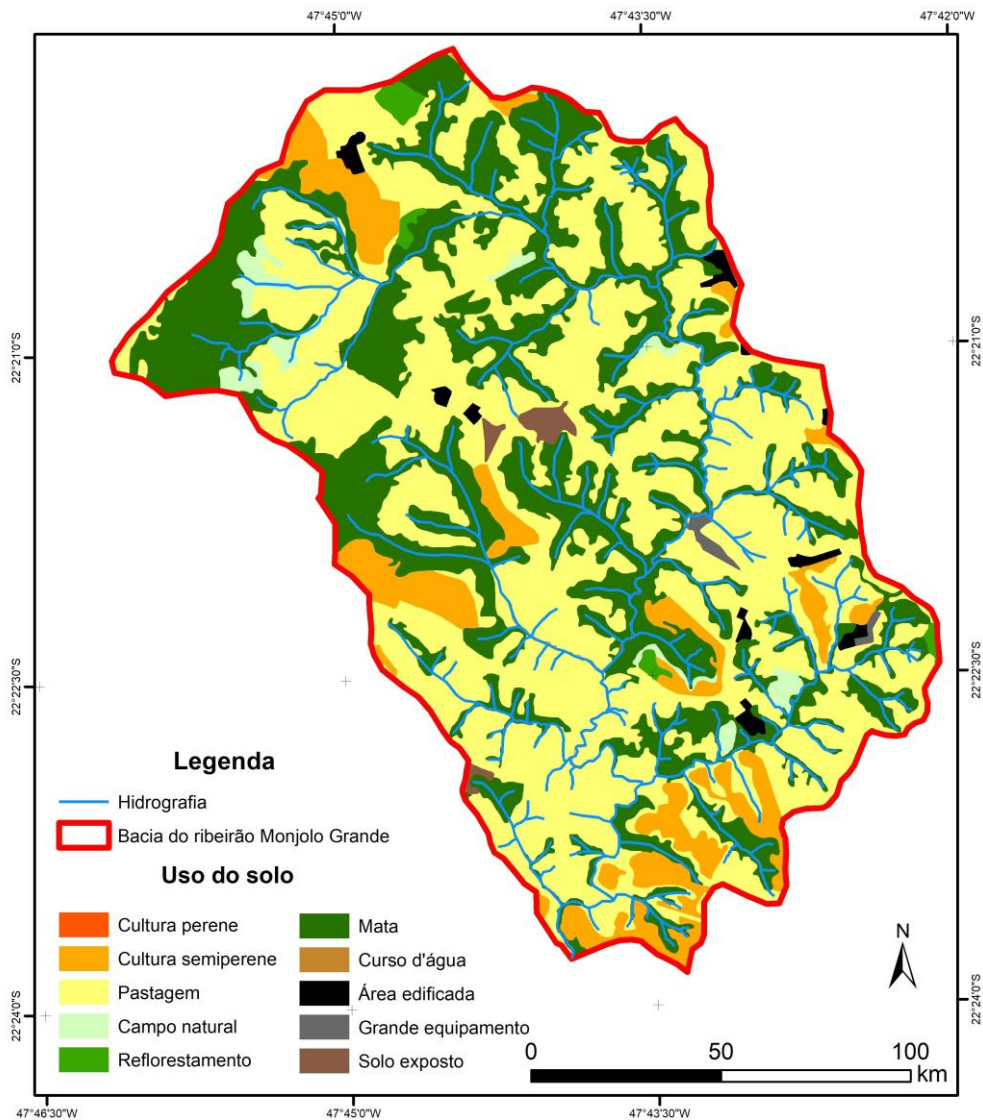 47°45'0"W
47°43'30"W
47°42'0"W
22°21'0"S
22°21'0"S
22°22'30"S
22°22'30"S
22°24'0"S
22°24'0"S
Legenda
Hidrografia
Bacia do ribeirão Monjolo Grande
Uso do solo
Cultura perene
Cultura semiperene
Pastagem
Campo natural
Reflorestamento
Mata
Curso d'água
Área edificada
Grande equipamento
Solo exposto
N
0
50
100
km
47°46'30"W
47°45'0"W
47°43'30"W